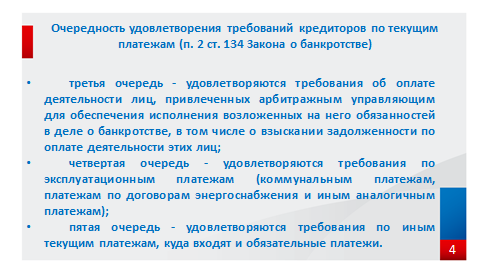 Очередность удовлетворения требований кредиторов по текущим
платежам (п. 2 ст. 134 Закона о банкротстве)
• третья очередь - удовлетворяются требования об оплате
деятельности лиц, привлеченных арбитражным управляющим
для обеспечения исполнения возложенных на него обязанностей
в деле о банкротстве, в том числе о взыскании задолженности по
оплате деятельности этих лиц;
• четвертая очередь - удовлетворяются требования по
эксплуатационным платежам (коммунальным платежам,
платежам по договорам энергоснабжения и иным аналогичным
платежам);
• пятая очередь - удовлетворяются требования по иным
текущим платежам, куда входят и обязательные платежи.
4